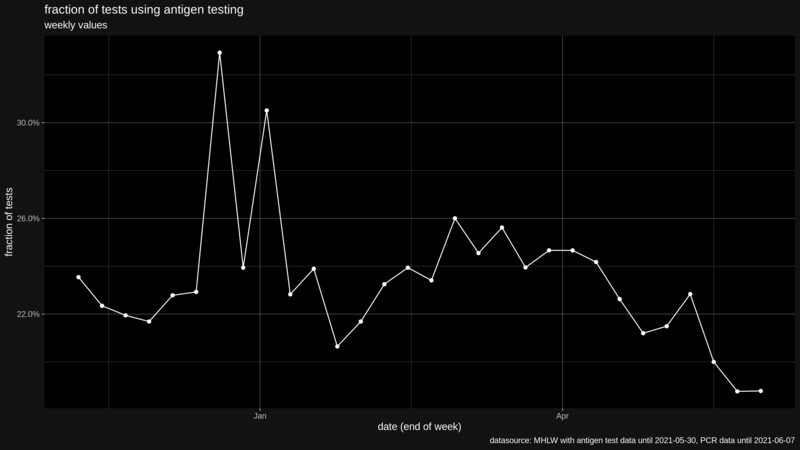 fraction of tests using antigen testing
weekly values
fraction of tests
30.0%
26.0%
22.0%
Jan
Apr
date (end of week)
datasource: MHLW with antigen test data until 2021-05-30, PCR data until 2021-06-07